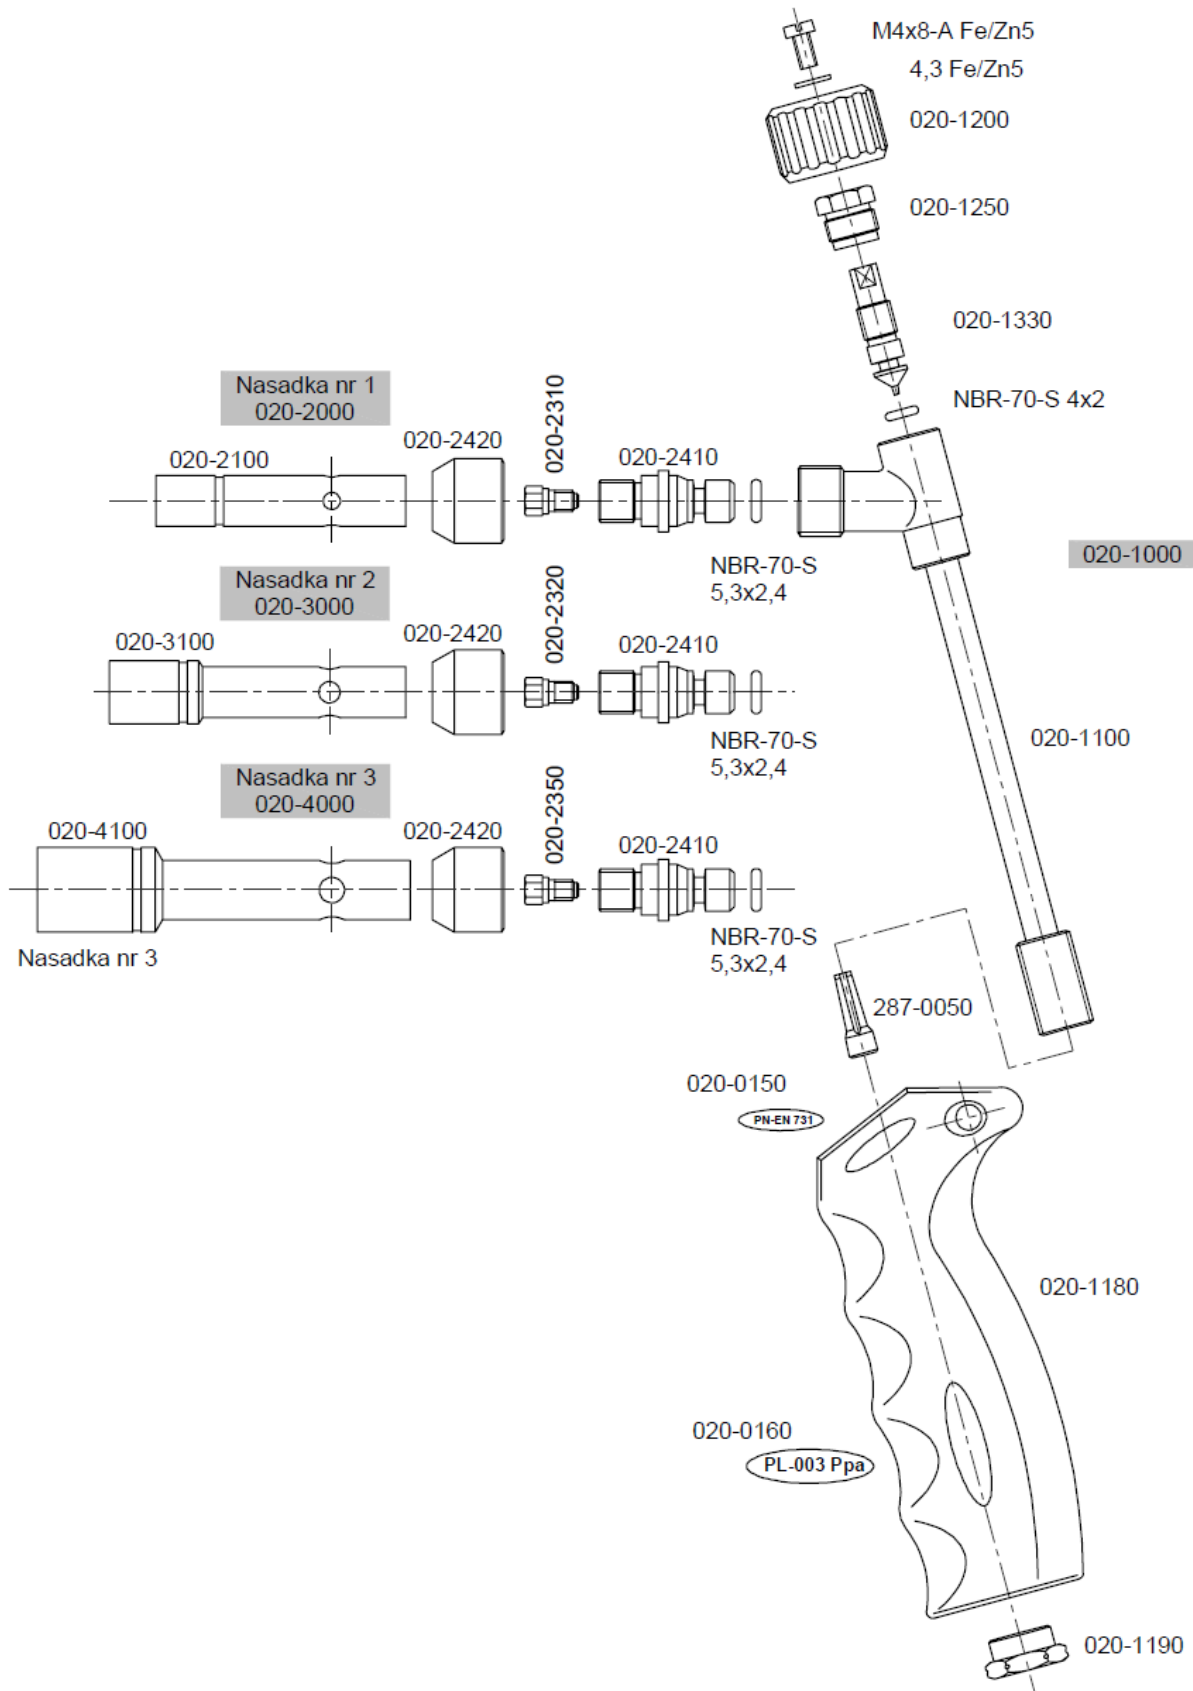 M4x8-A Fe/Zn5
4,3 Fe/Zn5
020-1200
020-1250
020-1330
NBR-70-S 4x2
Nasadka nr 1
020-2000
020-2100
020-2420
020-2310
020-2410
NBR-70-S
5,3x2,4
020-1000
Nasadka nr 2
020-3000
020-3100
020-2420
020-2320
020-2410
NBR-70-S
5,3x2,4
020-1100
Nasadka nr 3
020-4000
020-4100
020-2420
020-2350
020-2410
NBR-70-S
5,3x2,4
Nasadka nr 3
287-0050
020-0150
PN-EN 731
020-1180
020-0160
PL-003 Ppa
020-1190